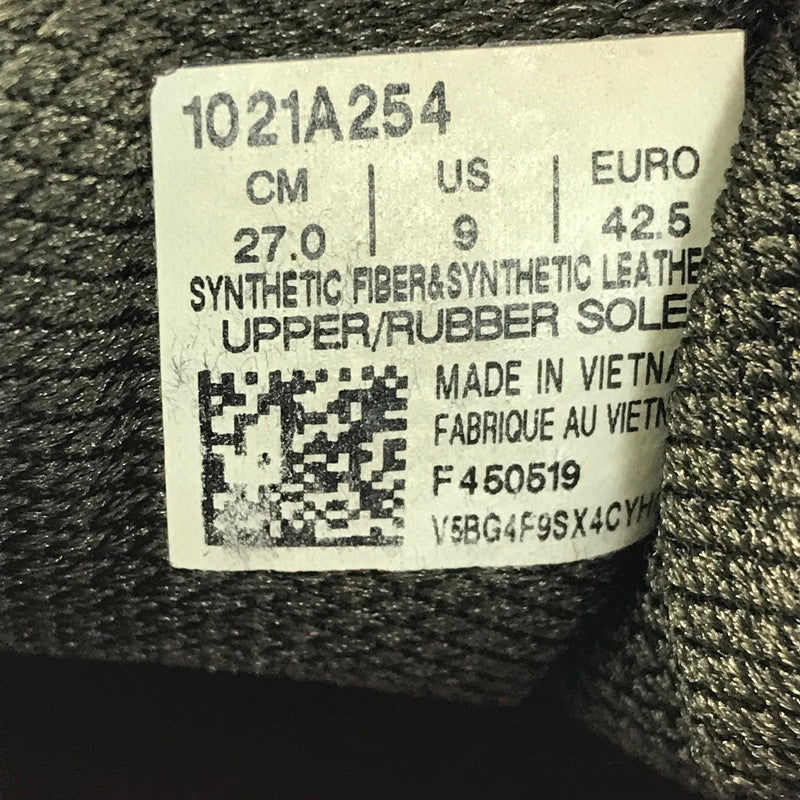 1021A254
CM | US | EURO
27.0 | 9 | 42.5
SYNTHETIC FIBER&SYNTHETIC LEATHE
UPPER/RUBBER SOLE
MADE IN VIETNA
FABRIQUE AU VIETN
F450519
V5BG4F9SX4CYH